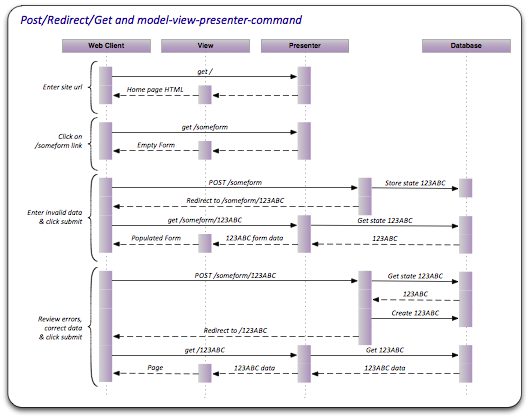 Post/Redirect/Get and model-view-presenter-command
Web Client View Presenter Database
get /
Enter site url
Home page HTML
Click on
/someform link
get /someform
Empty Form
POST /someform
Store state 123ABC
Redirect to /someform/123ABC
Enter invalid data
& click submit
get /someform/123ABC
Get state 123ABC
Populated Form
123ABC form data
123ABC
POST /someform/123ABC
Get state 123ABC
123ABC
Create 123ABC
Review errors,
correct data
& click submit
Redirect to /123ABC
get /123ABC
Get 123ABC
Page
123ABC data
123ABC data